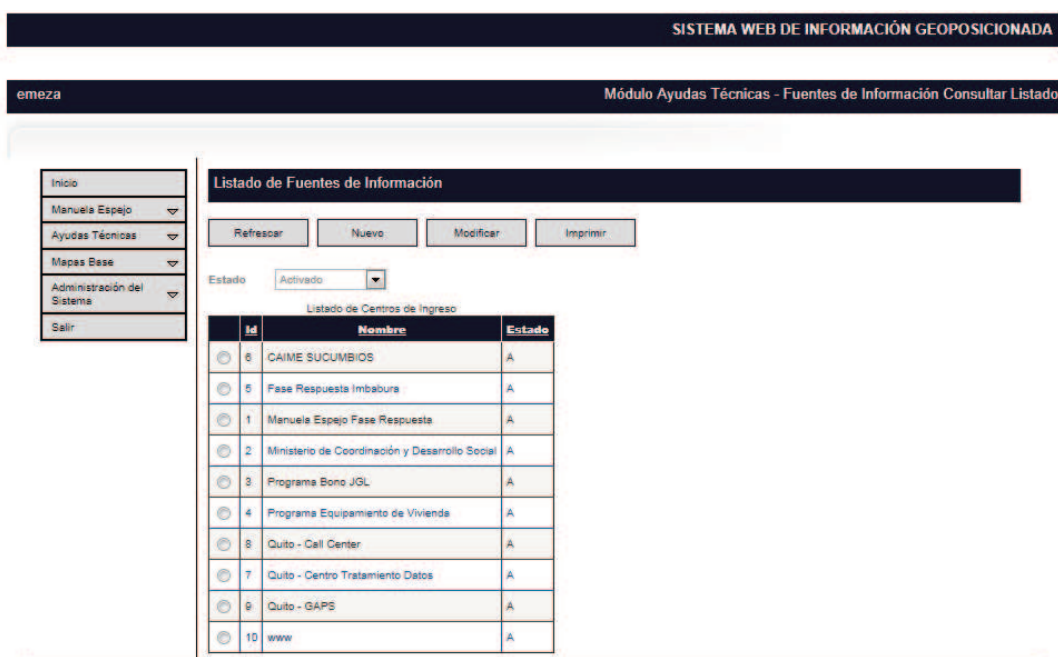 SISTEMA WEB DE INFORMACIÓN GEOPOSICIONADA
emeza Módulo Ayudas Técnicas - Fuentes de Información Consultar Listado
Inicio
Manuela Espejo
Ayudas Técnicas
Mapas Base
Administración del
Sistema
Salir
Listado de Fuentes de Información
Refrescar Nuevo Modificar Imprimir
Estado Activado
Listado de Centros de Ingreso
Id Nombre Estado
6 CAIME SUCUMBIOS A
5 Fase Respuesta Imbabura A
1 Manuela Espejo Fase Respuesta A
2 Ministerio de Coordinación y Desarrollo Social A
3 Programa Bono JGL A
4 Programa Equipamiento de Vivienda A
8 Quito - Call Center A
7 Quito - Centro Tratamiento Datos A
9 Quito - GAPS A
10 www A